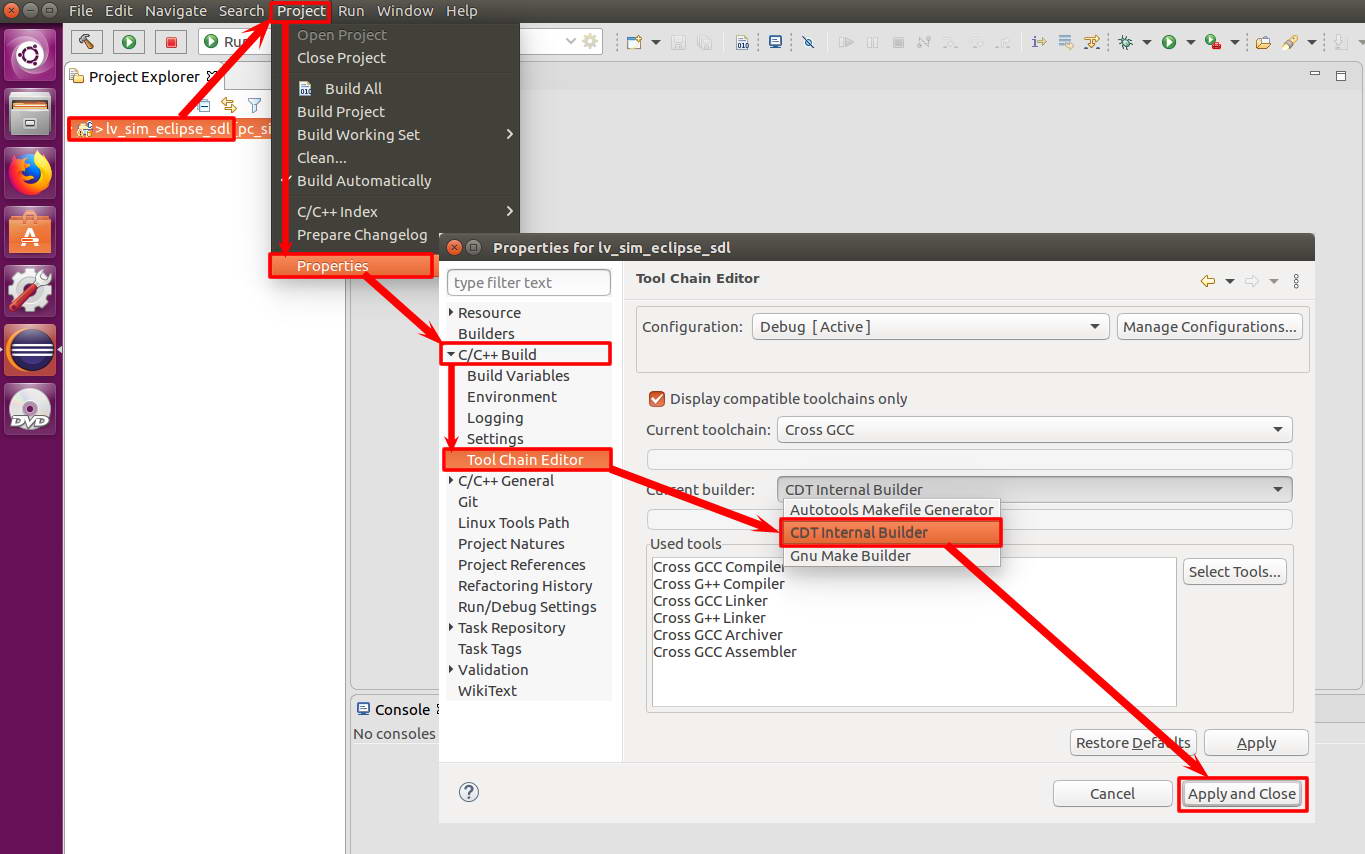 File Edit Navigate Search Project Run Window Help
Open Project
Close Project
Build All
Build Project
Build Working Set
Clean...
Build Automatically
C/C++ Index
Prepare Changelog
Properties
Project Explorer
> lv_sim_eclipse_sdl
Properties for lv_sim_eclipse_sdl
type filter text
Resource
Builders
C/C++ Build
Build Variables
Environment
Logging
Settings
Tool Chain Editor
C/C++ General
Git
Linux Tools Path
Project Natures
Project References
Refactoring History
Run/Debug Settings
Task Repository
Task Tags
Validation
WikiText
Tool Chain Editor
Configuration: Debug [Active] Manage Configurations...
Display compatible toolchains only
Current toolchain: Cross GCC
Current builder: CDT Internal Builder
Autotools Makefile Generator
CDT Internal Builder
Gnu Make Builder
Used tools
Cross GCC Compiler
Cross G++ Compiler
Cross GCC Linker
Cross G++ Linker
Cross GCC Archiver
Cross GCC Assembler
Select Tools...
Restore Defaults Apply
Cancel Apply and Close
Console
No consoles
DVD